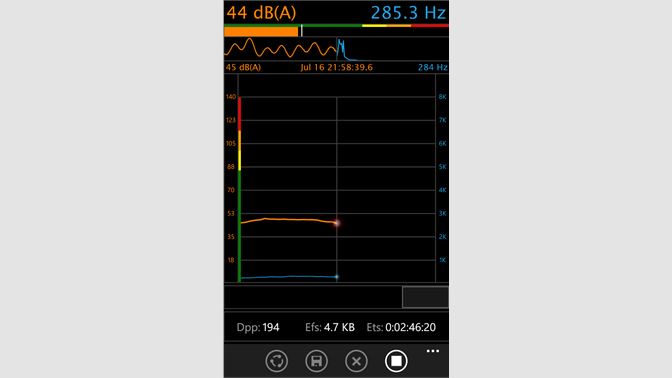 44 dB(A) 285.3 Hz
45 dB(A) Jul 16 21:58:39.6 284 Hz
140 8K
123 7K
105 6K
88 5K
70 4K
53 3K
35 2K
18 1K
Dpp: 194 Efs: 4.7 KB Ets: 0:02:46:20